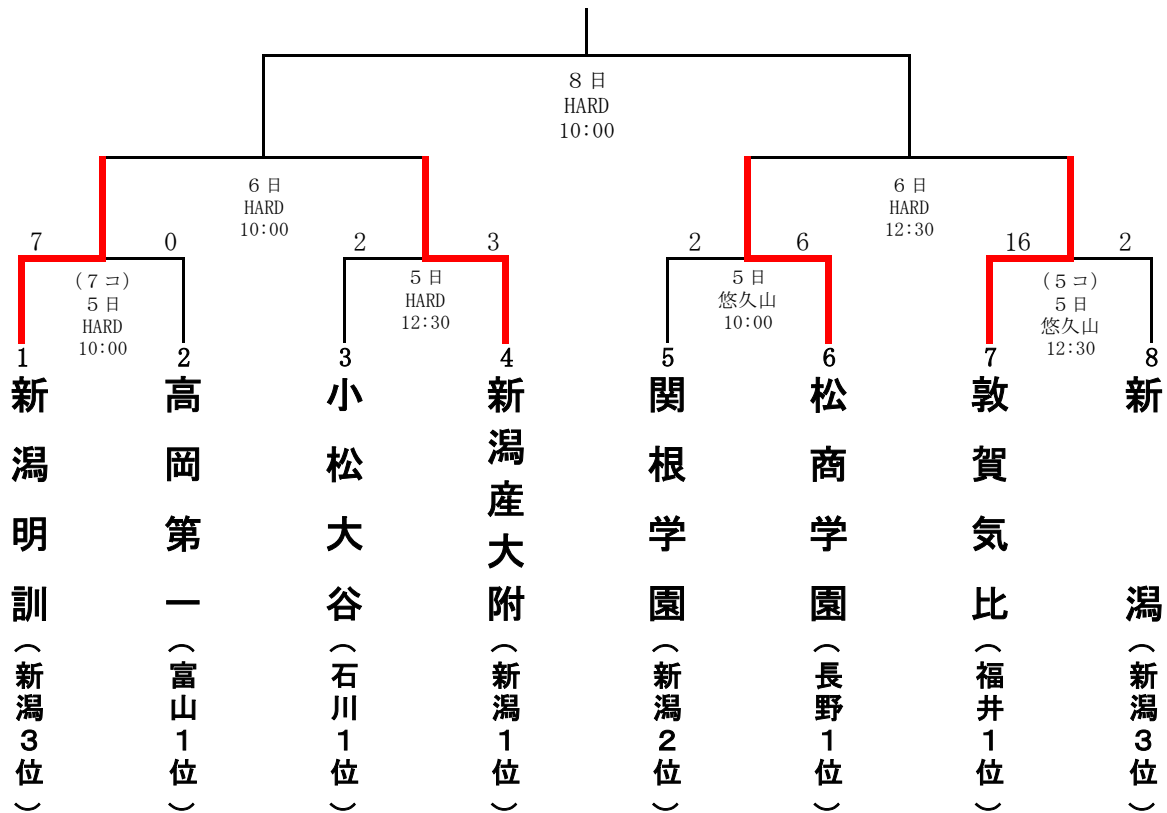 ８日
HARD
10:00
６日
HARD
10:00
６日
HARD
12:30
7
0
2
3
2
6
16
2
（７コ）
５日
HARD
10:00
５日
HARD
12:30
５日
悠久山
10:00
（５コ）
５日
悠久山
12:30
1
2
3
4
5
6
7
8
新潟明訓（新潟３位）
高岡第一（富山１位）
小松大谷（石川１位）
新潟産大附（新潟１位）
関根学園（新潟２位）
松商学園（長野１位）
敦賀気比（福井１位）
新潟（新潟３位）